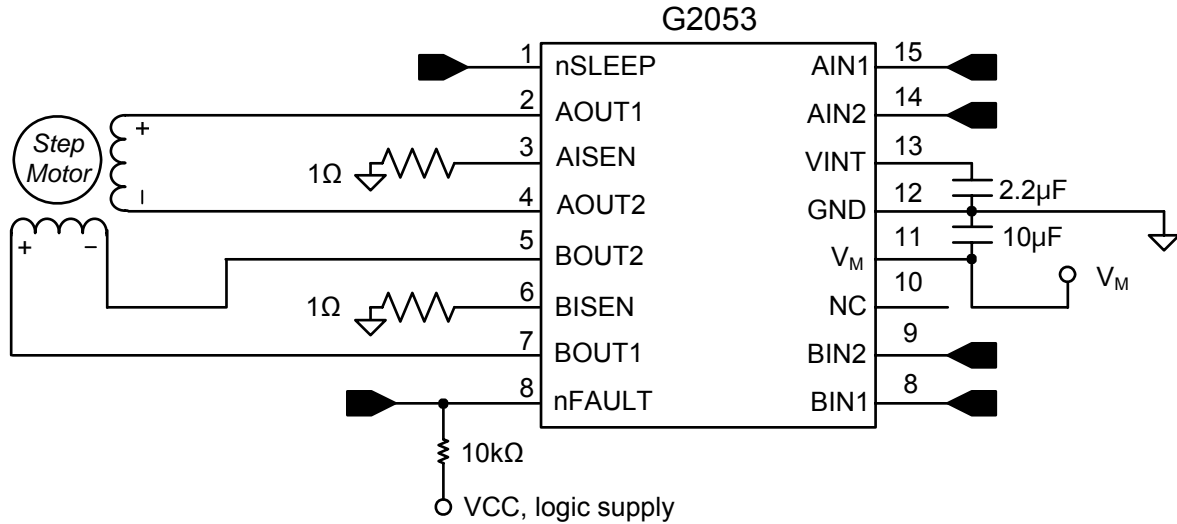 G2053
1 nSLEEP AIN1 15
2 AOUT1 AIN2 14
Step
Motor
+
−
1Ω
3 AISEN VINT 13
2.2µF
4 AOUT2 GND 12
10µF
+ −
5 BOUT2 VM 11
VM
1Ω
6 BISEN NC 10
7 BOUT1 BIN2 9
8 nFAULT BIN1 8
10kΩ
VCC, logic supply